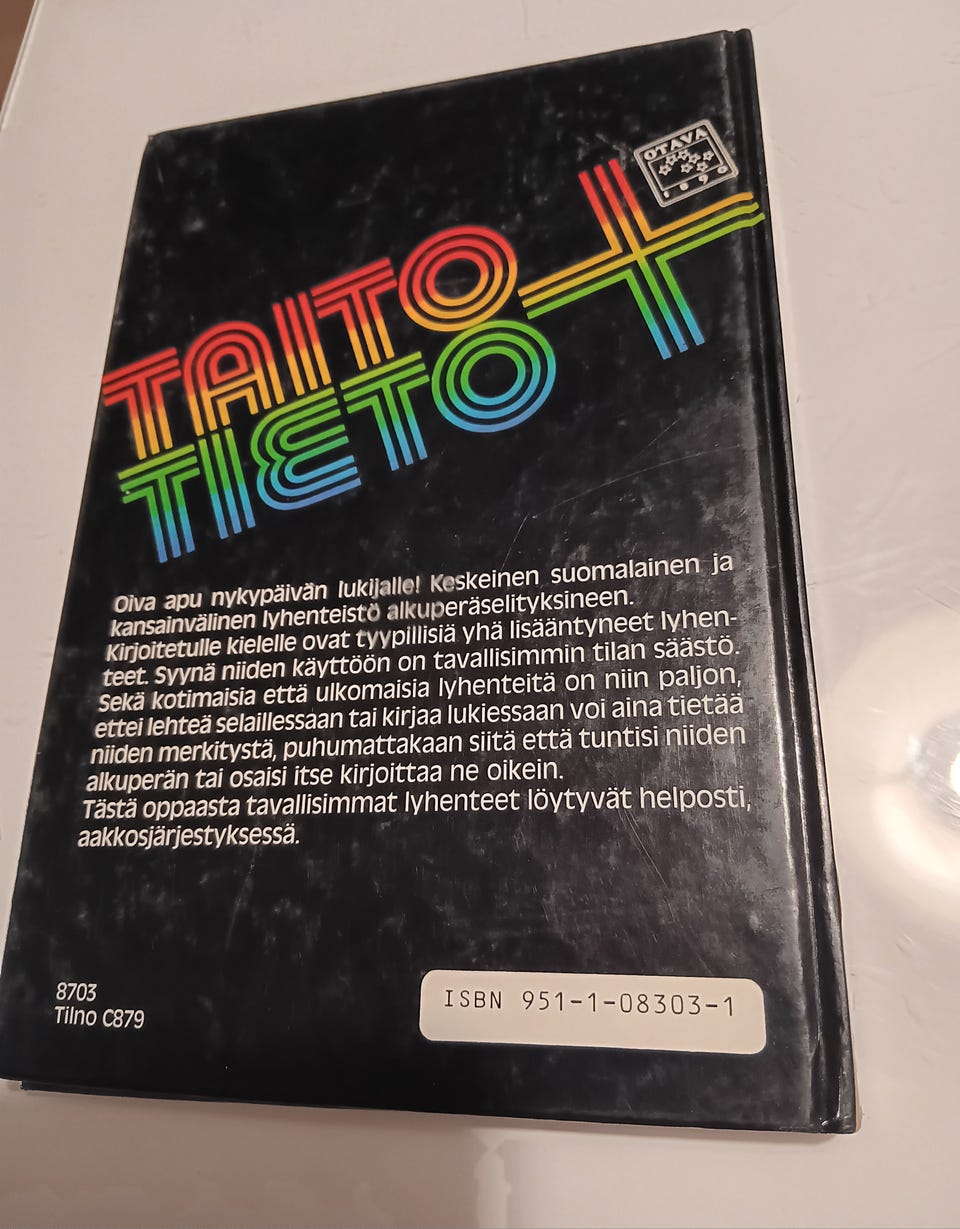 OTAVA
1890
TAITO
TIETO +
Oiva apu nykypäivän lukijalle! Keskeinen suomalainen ja
kansainvälinen lyhenteistö alkuperäselityksineen.
Kirjoitetulle kielelle ovat tyypillisiä yhä lisääntyneet lyhen-
teet. Syynä niiden käyttöön on tavallisimmin tilan säästö.
Sekä kotimaisia että ulkomaisia lyhenteitä on niin paljon,
ettei lehteä selaillessaan tai kirjaa lukiessaan voi aina tietää
niiden merkitystä, puhumattakaan siitä että tuntisi niiden
alkuperän tai osaisi itse kirjoittaa ne oikein.
Tästä oppaasta tavallisimmat lyhenteet löytyvät helposti,
aakkosjärjestyksessä.
8703
Tilno C879
ISBN 951-1-08303-1